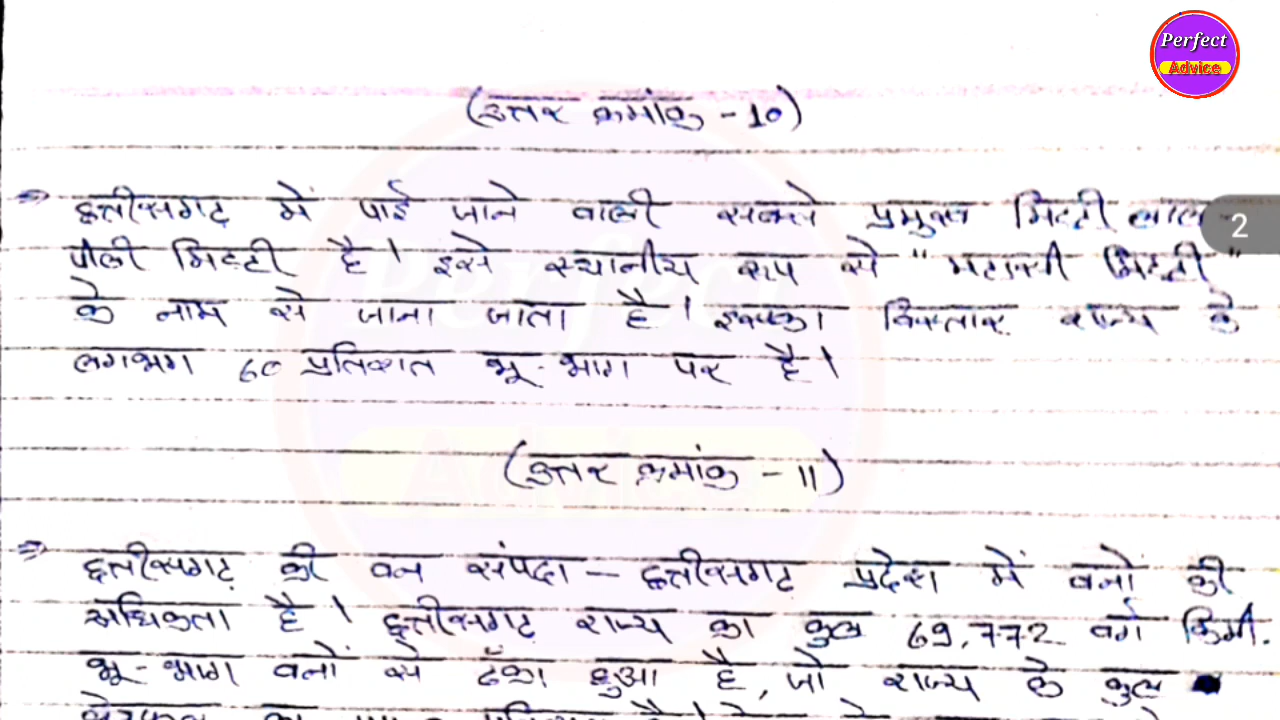 Perfect
Advice
(उत्तर क्रमांक - 10)
⇒ छत्तीसगढ़ में पाई जाने वाली सबसे प्रमुख मिट्टी लाल-
2
पीली मिट्टी है। इसे स्थानीय रूप से "मटासी मिट्टी"
के नाम से जाना जाता है। इसका विस्तार राज्य के
लगभग 60 प्रतिशत भू-भाग पर है।
(उत्तर क्रमांक - 11)
⇒ छत्तीसगढ़ की वन संपदा - छत्तीसगढ़ प्रदेश में वनों की
अधिकता है। छत्तीसगढ़ राज्य का कुल 69,772 वर्ग किमी.
भू-भाग वनों से ढँका हुआ है, जो राज्य के कुल